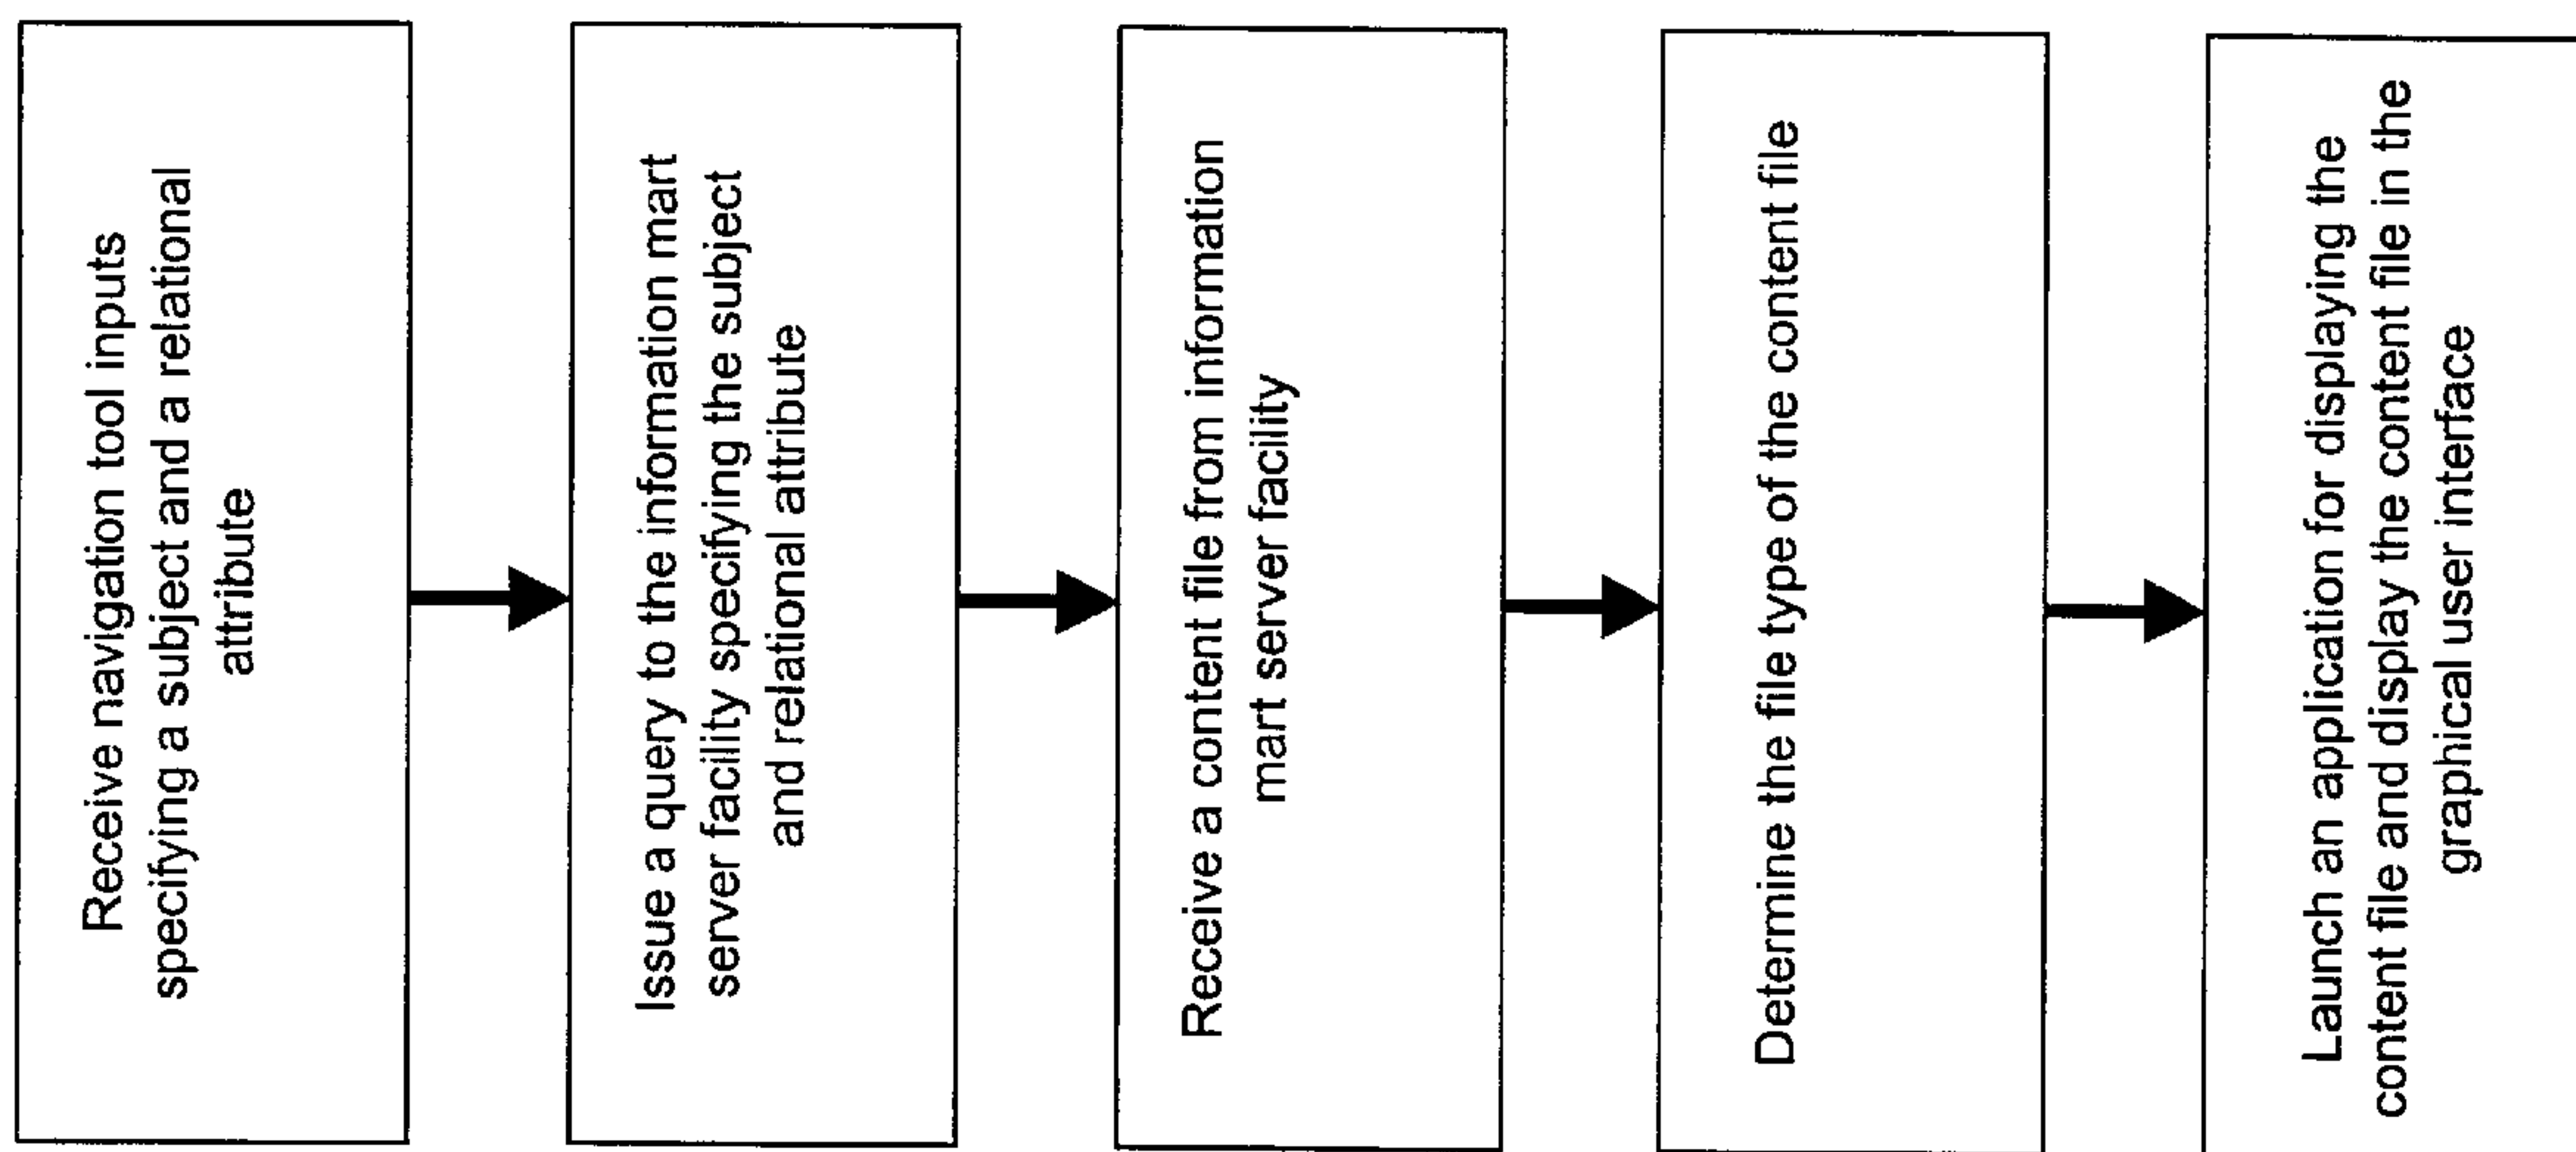 Receive navigation tool inputs
specifying a subject and a relational
attribute
Issue a query to the information mart
server facility specifying the subject
and relational attribute
Receive a content file from information
mart server facility
Determine the file type of the content file
Launch an application for displaying the
content file and display the content file in the
graphical user interface